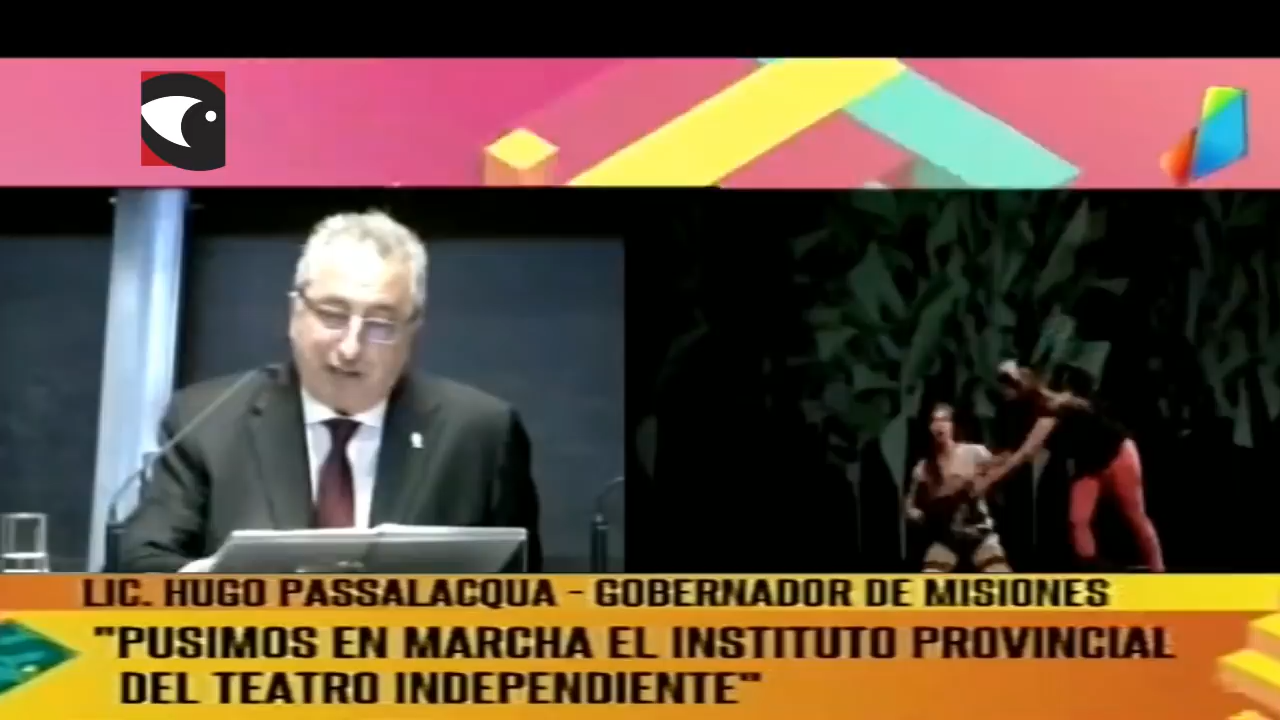 LIC. HUGO PASSALACQUA - GOBERNADOR DE MISIONES
"PUSIMOS EN MARCHA EL INSTITUTO PROVINCIAL
DEL TEATRO INDEPENDIENTE"